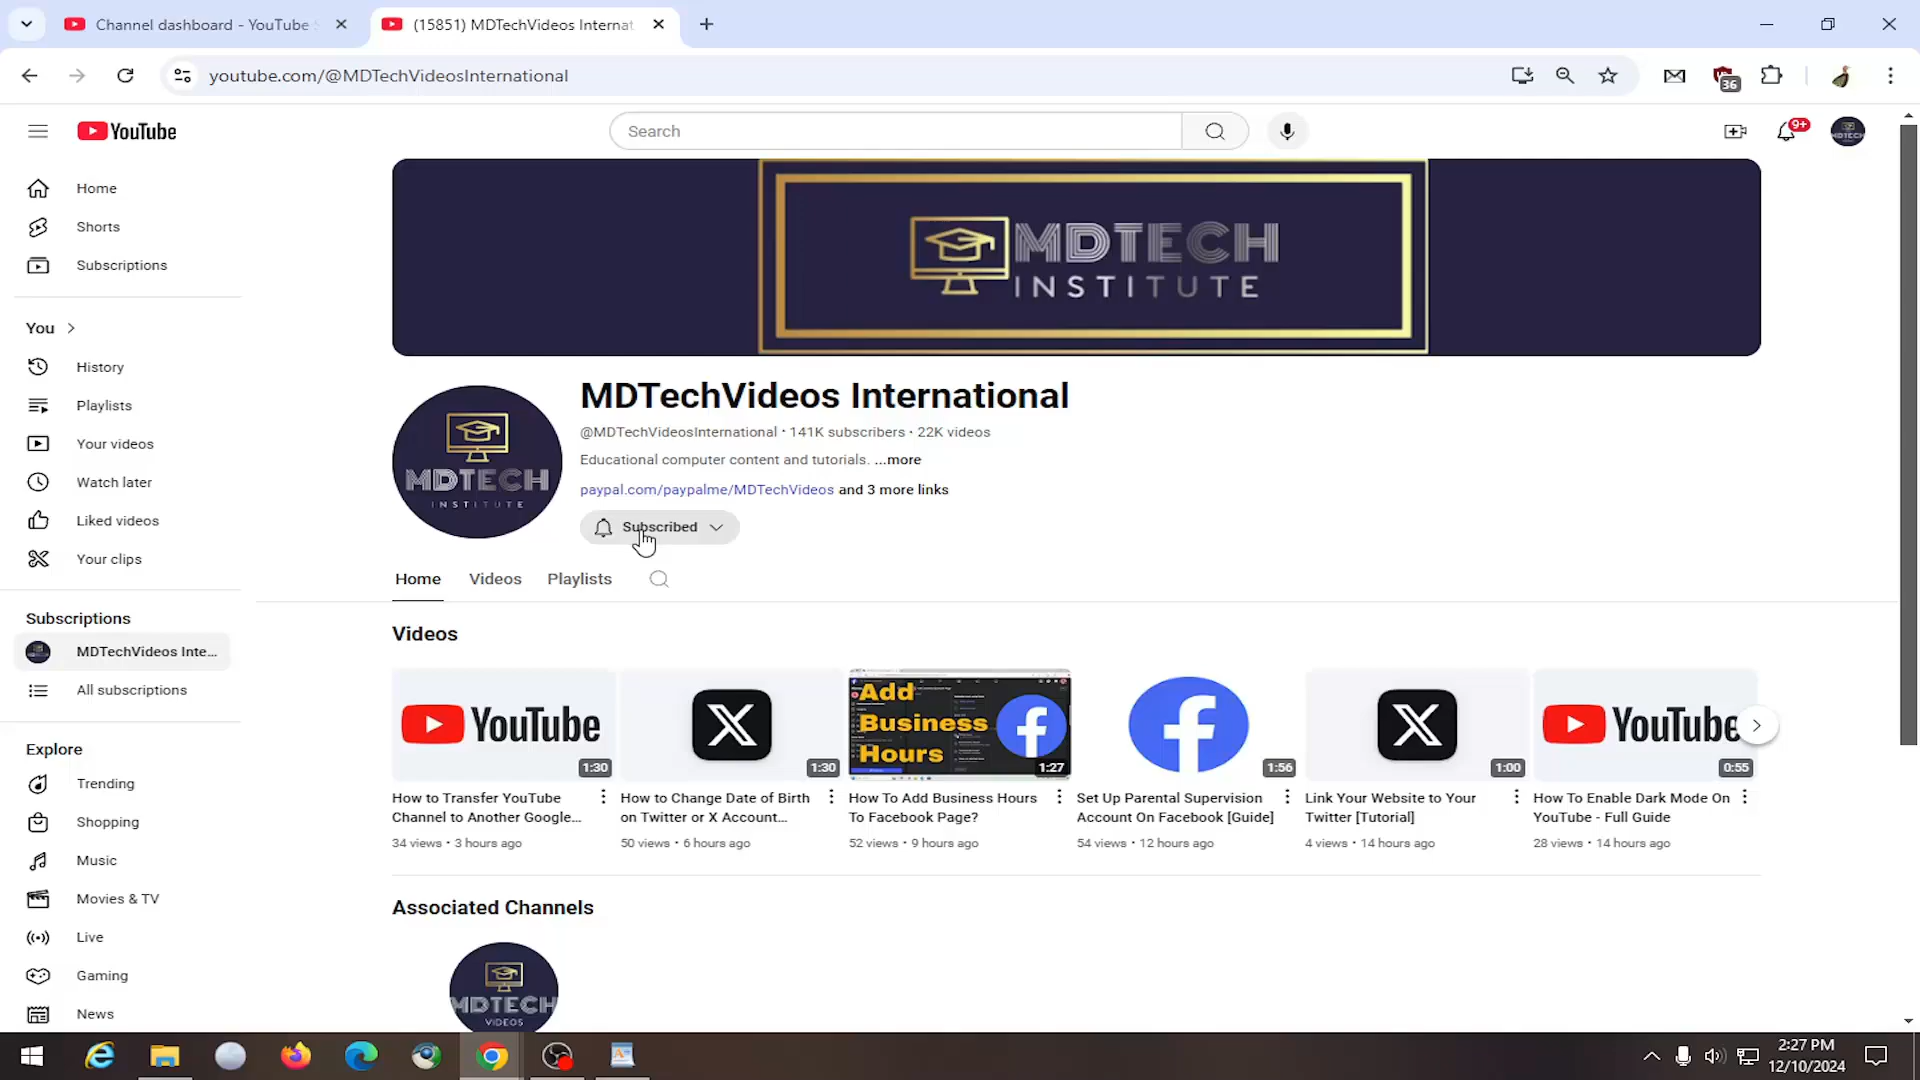 Channel dashboard - YouTube
(15851) MDTechVideos Internat
youtube.com/@MDTechVideosInternational
36
YouTube
Search
9+
Home
Shorts
Subscriptions
You
History
Playlists
Your videos
Watch later
Liked videos
Your clips
Subscriptions
MDTechVideos Inte...
All subscriptions
Explore
Trending
Shopping
Music
Movies & TV
Live
Gaming
News
MDTECH
INSTITUTE
MDTECH
INSTITUTE
MDTechVideos International
@MDTechVideosInternational · 141K subscribers · 22K videos
Educational computer content and tutorials. ...more
paypal.com/paypalme/MDTechVideos and 3 more links
Subscribed
Home Videos Playlists
Videos
YouTube
1:30
How to Transfer YouTube
Channel to Another Google...
34 views · 3 hours ago
1:30
How to Change Date of Birth
on Twitter or X Account...
50 views · 6 hours ago
Add
Business
Hours
1:27
How To Add Business Hours
To Facebook Page?
52 views · 9 hours ago
1:56
Set Up Parental Supervision
Account On Facebook [Guide]
54 views · 12 hours ago
1:00
Link Your Website to Your
Twitter [Tutorial]
4 views · 14 hours ago
YouTube
0:55
How To Enable Dark Mode On
YouTube - Full Guide
28 views · 14 hours ago
Associated Channels
MDTECH
VIDEOS
2:27 PM
12/10/2024